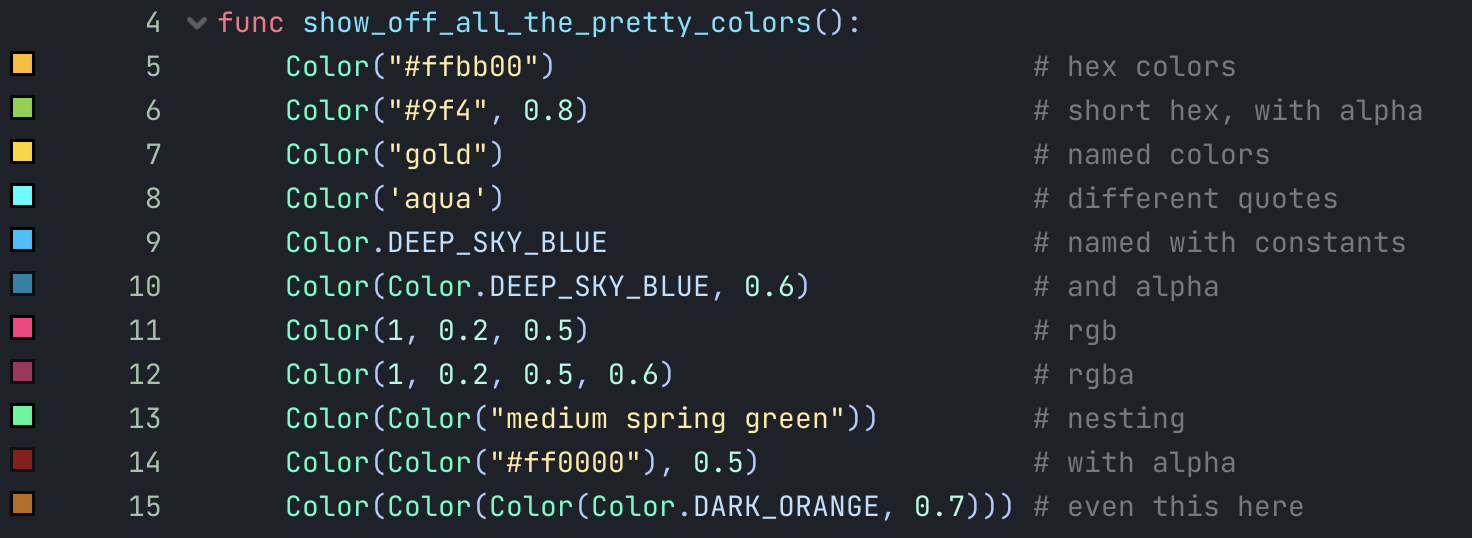 4 func show_off_all_the_pretty_colors():
5 Color("#ffbb00") # hex colors
6 Color("#9f4", 0.8) # short hex, with alpha
7 Color("gold") # named colors
8 Color('aqua') # different quotes
9 Color.DEEP_SKY_BLUE # named with constants
10 Color(Color.DEEP_SKY_BLUE, 0.6) # and alpha
11 Color(1, 0.2, 0.5) # rgb
12 Color(1, 0.2, 0.5, 0.6) # rgba
13 Color(Color("medium spring green")) # nesting
14 Color(Color("#ff0000"), 0.5) # with alpha
15 Color(Color(Color(Color.DARK_ORANGE, 0.7))) # even this here